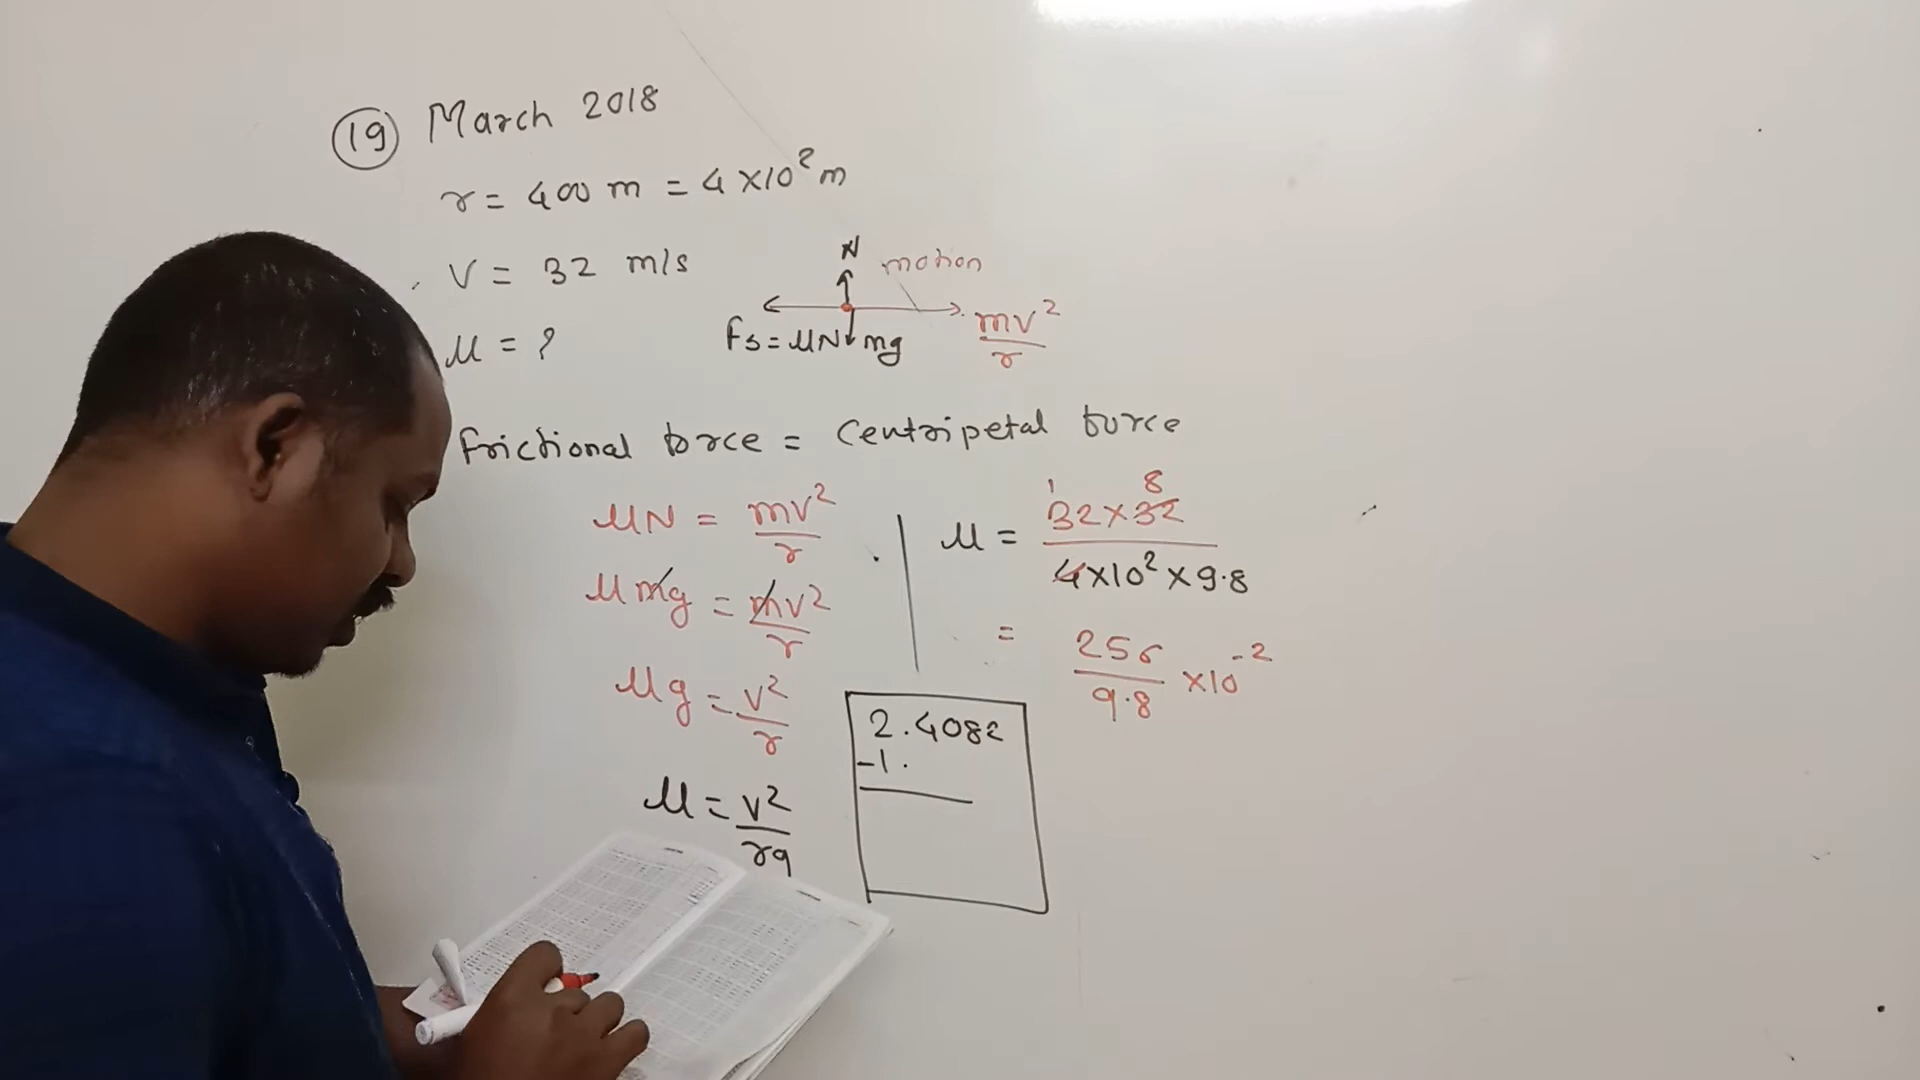 19 March 2018
r = 400 m = 4 × 10² m
V = 32 m/s
μ = ?
N
motion
fs = μN
mg
mv²/r
Frictional force = Centripetal force
μN = mv²/r
μmg = mv²/r
μg = v²/r
μ = v²/rg
1 8
μ = 32×32 / 4×10²×9.8
= 256/9.8 ×10⁻²
2.4082
-1.